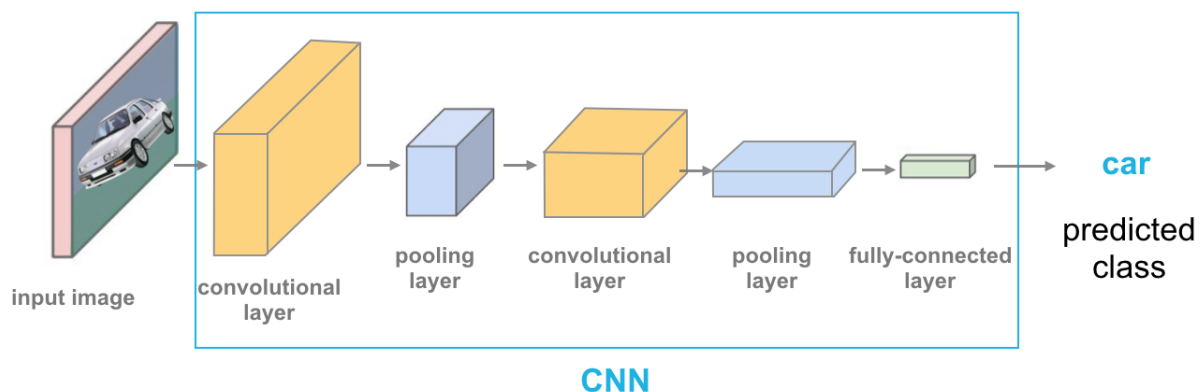 input image
convolutional
layer
pooling
layer
convolutional
layer
pooling
layer
fully-connected
layer
car
predicted
class
CNN